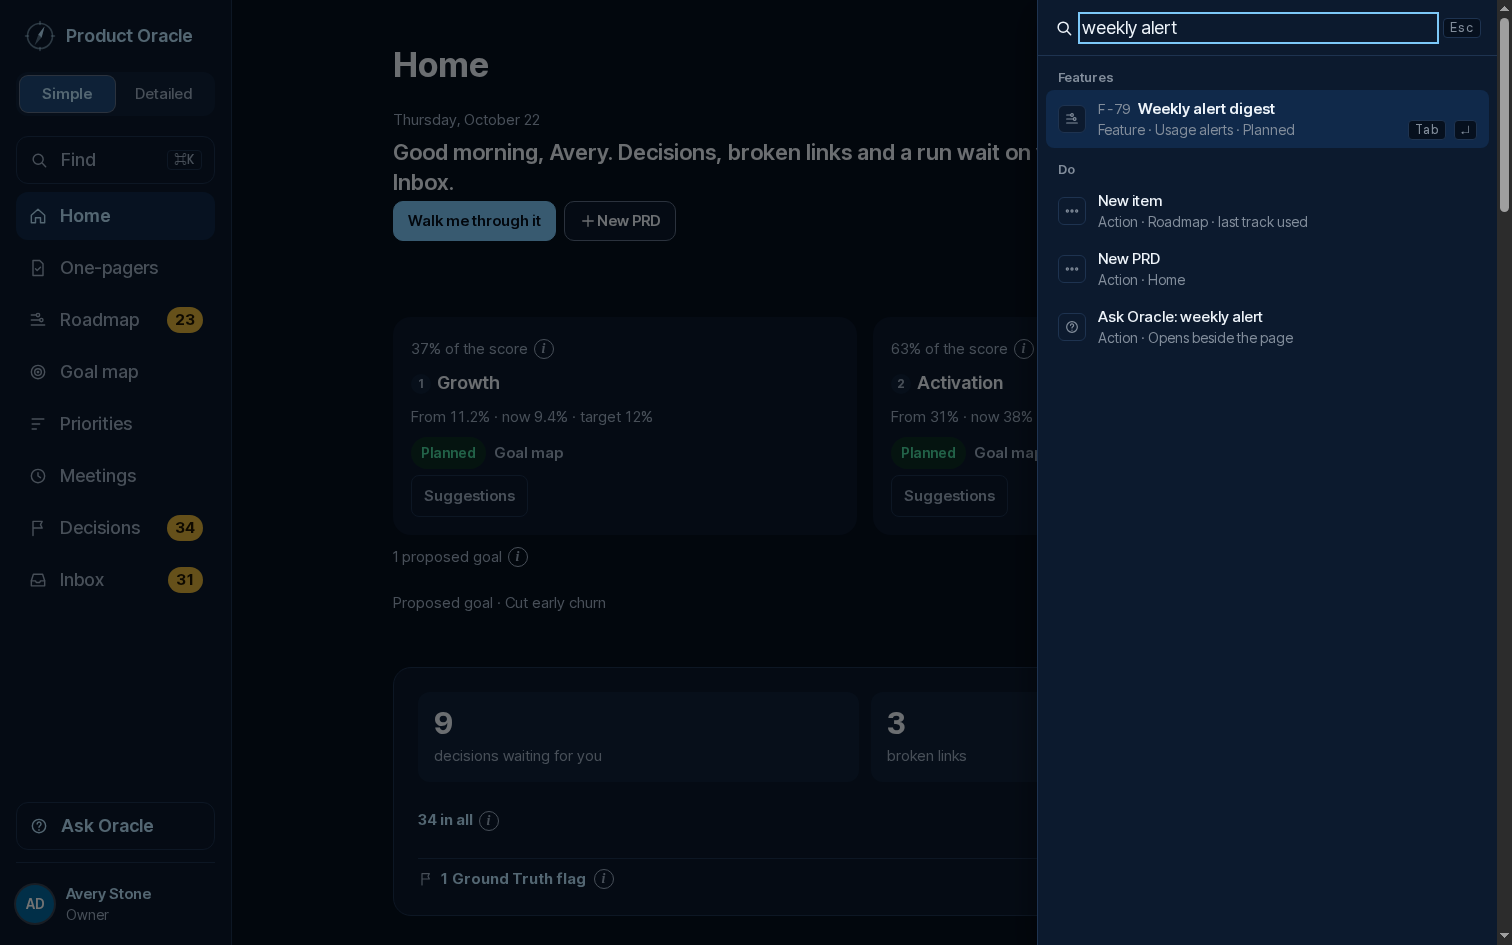 Product Oracle
Simple
Detailed
Find
⌘K
Home
One-pagers
Roadmap
23
Goal map
Priorities
Meetings
Decisions
34
Inbox
31
Ask Oracle
AD
Avery Stone
Owner
Home
Thursday, October 22
Good morning, Avery. Decisions, broken links and a run wait on
Inbox.
Walk me through it
+ New PRD
37% of the score i
1 Growth
From 11.2% · now 9.4% · target 12%
Planned Goal map
Suggestions
63% of the score i
2 Activation
From 31% · now 38%
Planned Goal map
Suggestions
1 proposed goal i
Proposed goal · Cut early churn
9
decisions waiting for you
3
broken links
34 in all i
1 Ground Truth flag i
weekly alert
Esc
Features
F-79 Weekly alert digest
Feature · Usage alerts · Planned
Tab ↵
Do
New item
Action · Roadmap · last track used
New PRD
Action · Home
Ask Oracle: weekly alert
Action · Opens beside the page